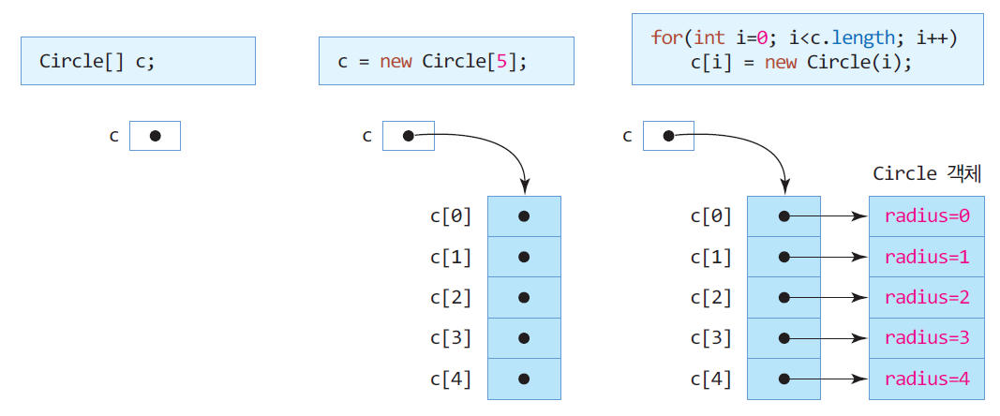 Circle[] c;
c = new Circle[5];
for(int i=0; i<c.length; i++)
c[i] = new Circle(i);
c
c
c
Circle 객체
c[0]
c[1]
c[2]
c[3]
c[4]
c[0]
radius=0
c[1]
radius=1
c[2]
radius=2
c[3]
radius=3
c[4]
radius=4